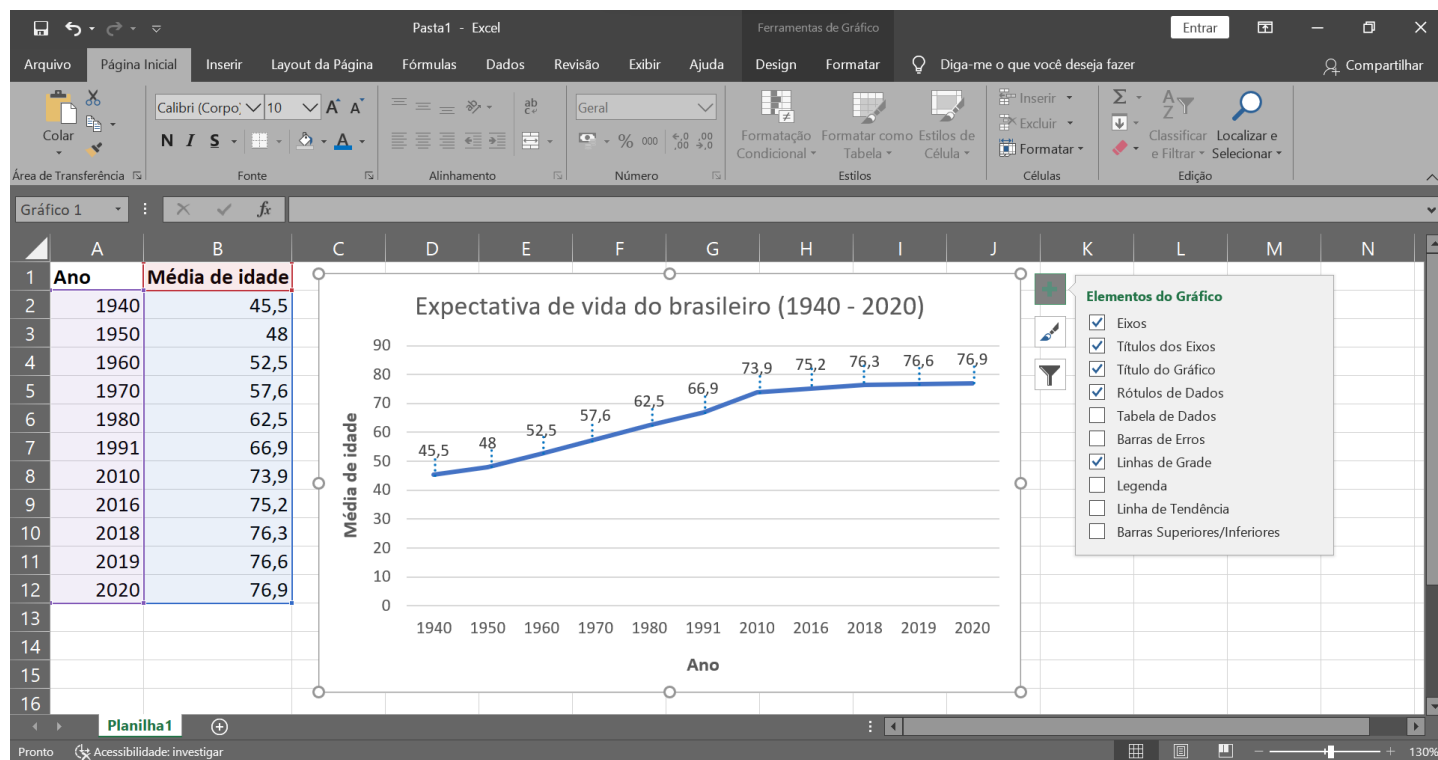 Pasta1 - Excel
Ferramentas de Gráfico
Entrar
Arquivo Página Inicial Inserir Layout da Página Fórmulas Dados Revisão Exibir Ajuda Design Formatar Diga-me o que você deseja fazer Compartilhar
Colar
Área de Transferência
Calibri (Corpo) 10 A A
N I S A
Fonte
ab
Alinhamento
Geral
% 000 ,00
Número
Formatação Condicional
Formatar como Tabela
Estilos de Célula
Estilos
Inserir
Excluir
Formatar
Células
Classificar e Filtrar
Localizar e Selecionar
Edição
Gráfico 1 fx
A B C D E F G H I J K L M N
1 Ano Média de idade
2 1940 45,5
3 1950 48
4 1960 52,5
5 1970 57,6
6 1980 62,5
7 1991 66,9
8 2010 73,9
9 2016 75,2
10 2018 76,3
11 2019 76,6
12 2020 76,9
13
14
15
16
Expectativa de vida do brasileiro (1940 - 2020)
90
80
70
60
50
40
30
20
10
0
Média de idade
45,5 48 52,5 57,6 62,5 66,9 73,9 75,2 76,3 76,6 76,9
1940 1950 1960 1970 1980 1991 2010 2016 2018 2019 2020
Ano
Elementos do Gráfico
Eixos
Títulos dos Eixos
Título do Gráfico
Rótulos de Dados
Tabela de Dados
Barras de Erros
Linhas de Grade
Legenda
Linha de Tendência
Barras Superiores/Inferiores
Planilha1
Pronto Acessibilidade: investigar 130%